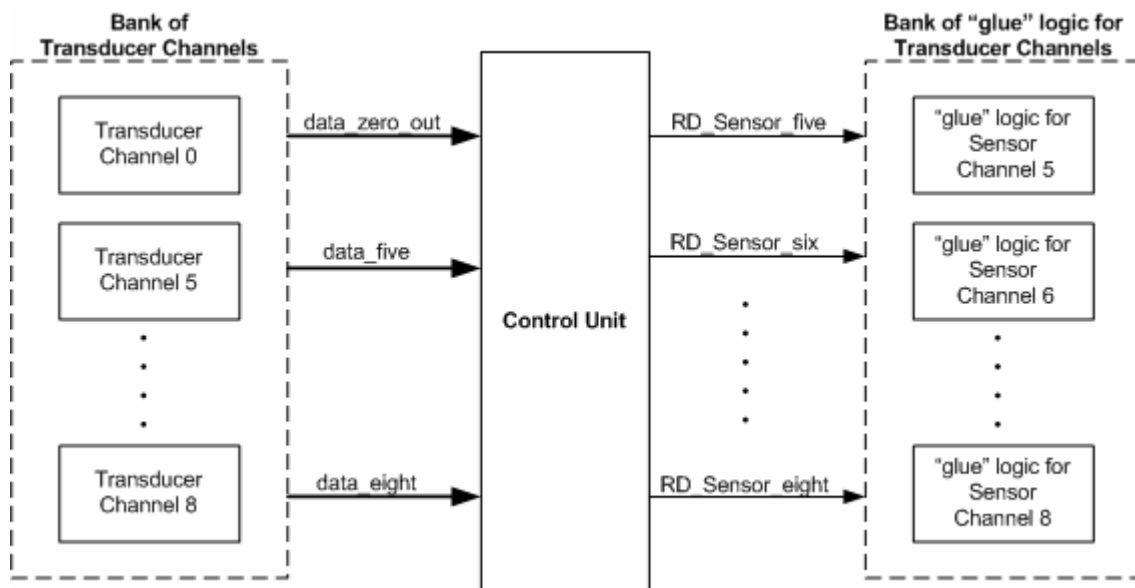 Bank of
Transducer Channels
Transducer
Channel 0
Transducer
Channel 5
Transducer
Channel 8
data_zero_out
data_five
data_eight
Control Unit
RD_Sensor_five
RD_Sensor_six
RD_Sensor_eight
Bank of “glue” logic for
Transducer Channels
“glue” logic for
Sensor
Channel 5
“glue” logic for
Sensor
Channel 6
“glue” logic for
Sensor
Channel 8